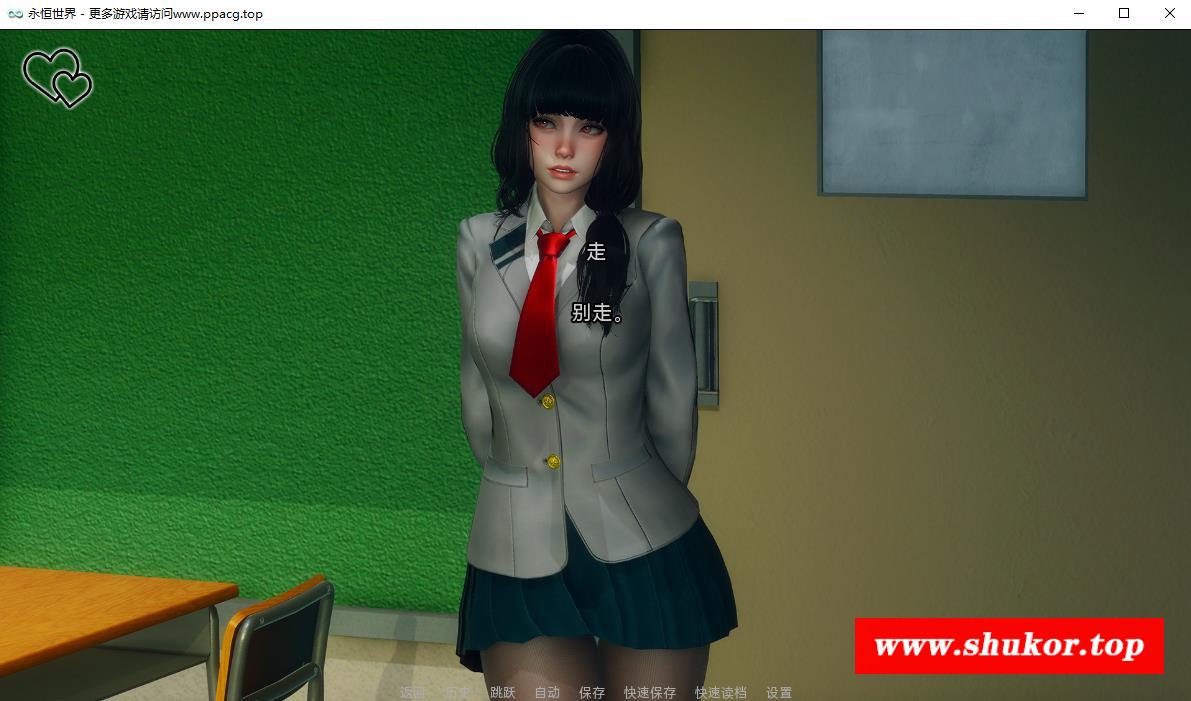 永恒世界 - 更多游戏请访问www.ppacg.top
走
别走。
www.shukor.top
返回 历史 跳跃 自动 保存 快速保存 快速读档 设置